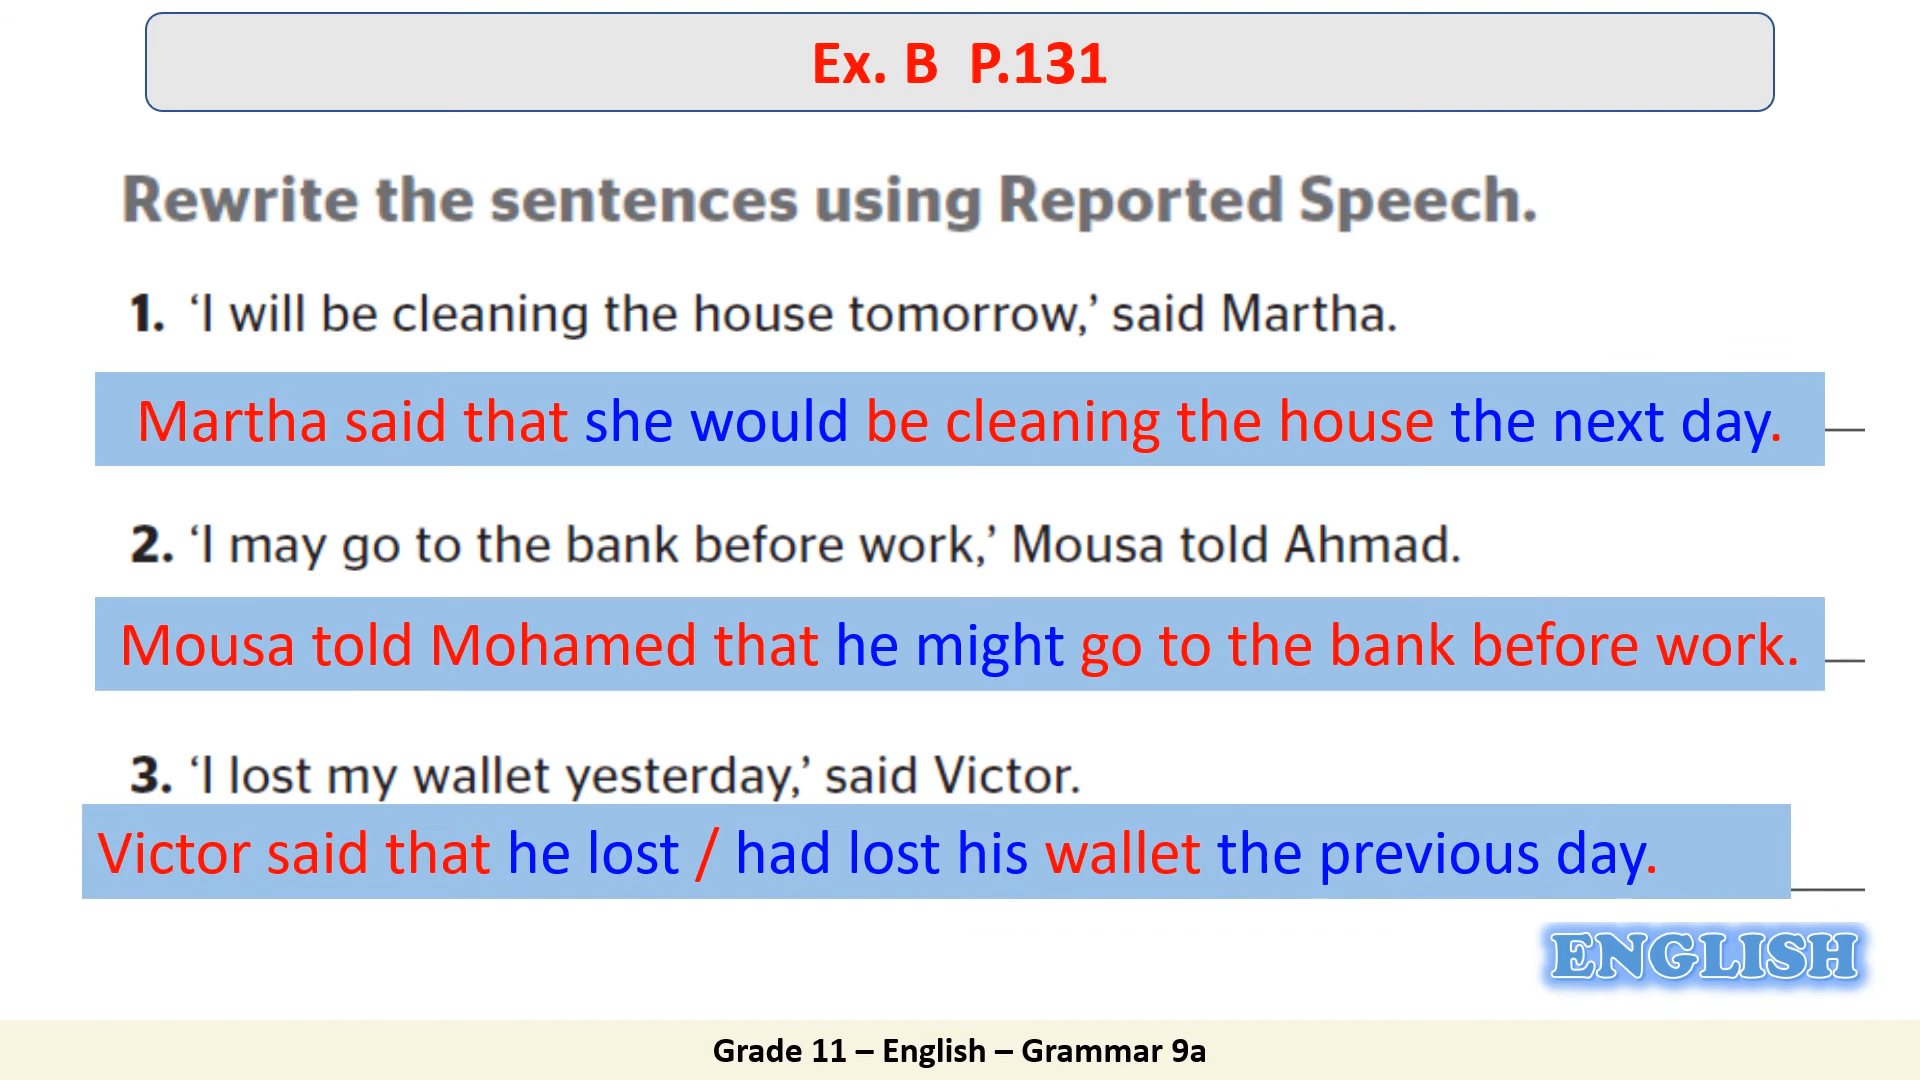 Ex. B P.131
Rewrite the sentences using Reported Speech.
1. ‘I will be cleaning the house tomorrow,’ said Martha.
Martha said that she would be cleaning the house the next day.
2. ‘I may go to the bank before work,’ Mousa told Ahmad.
Mousa told Mohamed that he might go to the bank before work.
3. ‘I lost my wallet yesterday,’ said Victor.
Victor said that he lost / had lost his wallet the previous day.
ENGLISH
Grade 11 – English – Grammar 9a